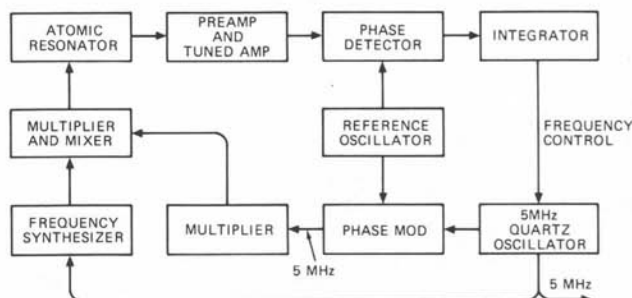 ATOMIC
RESONATOR
PREAMP
AND
TUNED AMP
PHASE
DETECTOR
INTEGRATOR
MULTIPLIER
AND MIXER
REFERENCE
OSCILLATOR
FREQUENCY
CONTROL
FREQUENCY
SYNTHESIZER
MULTIPLIER
PHASE MOD
5MHz
QUARTZ
OSCILLATOR
5 MHz
5 MHz